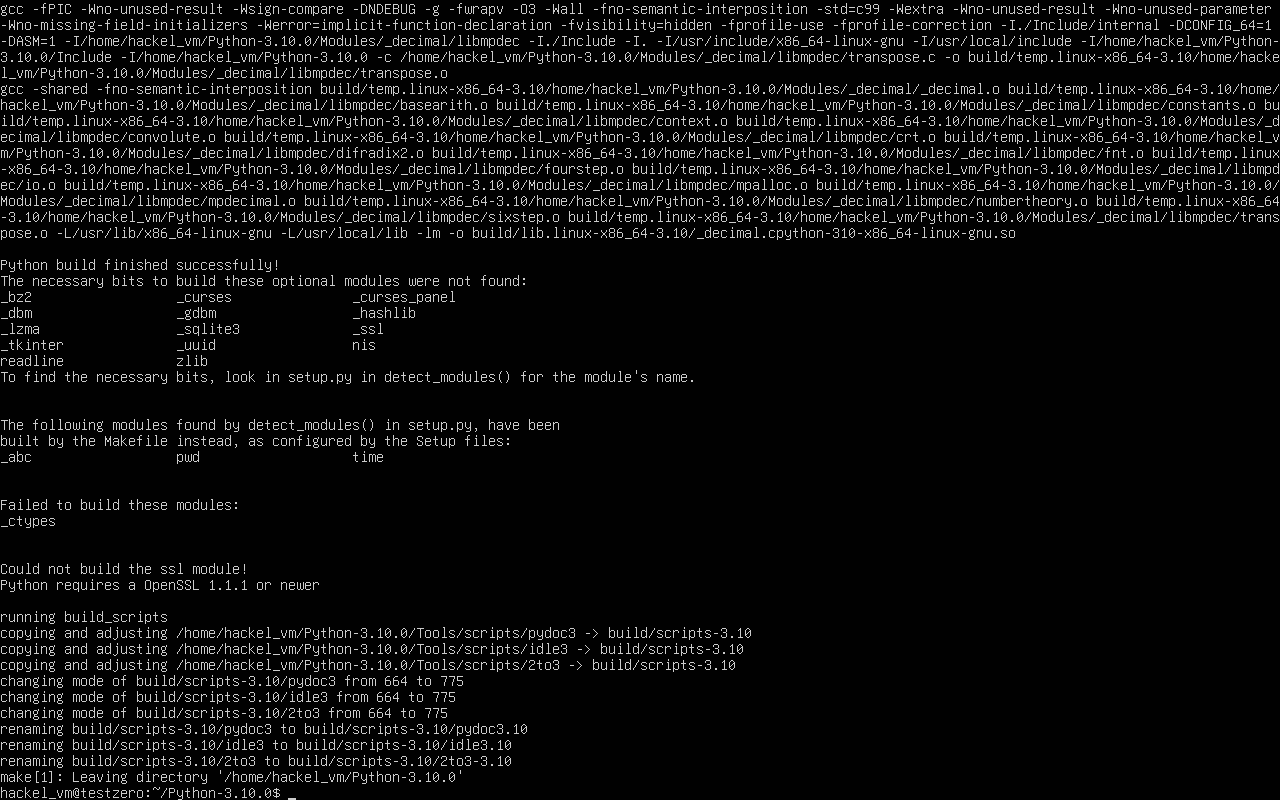 gcc -fPIC -Wno-unused-result -Wsign-compare -DNDEBUG -g -fwrapv -O3 -Wall -fno-semantic-interposition -std=c99 -Wextra -Wno-unused-result -Wno-unused-parameter
-Wno-missing-field-initializers -Werror=implicit-function-declaration -fvisibility=hidden -fprofile-use -fprofile-correction -I./Include/internal -DCONFIG_64=1
-DASM=1 -I/home/hackel_vm/Python-3.10.0/Modules/_decimal/libmpdec -I./Include -I. -I/usr/include/x86_64-linux-gnu -I/usr/local/include -I/home/hackel_vm/Python-
3.10.0/Include -I/home/hackel_vm/Python-3.10.0 -c /home/hackel_vm/Python-3.10.0/Modules/_decimal/libmpdec/transpose.c -o build/temp.linux-x86_64-3.10/home/hacke
l_vm/Python-3.10.0/Modules/_decimal/libmpdec/transpose.o
gcc -shared -fno-semantic-interposition build/temp.linux-x86_64-3.10/home/hackel_vm/Python-3.10.0/Modules/_decimal/_decimal.o build/temp.linux-x86_64-3.10/home/
hackel_vm/Python-3.10.0/Modules/_decimal/libmpdec/basearith.o build/temp.linux-x86_64-3.10/home/hackel_vm/Python-3.10.0/Modules/_decimal/libmpdec/constants.o bu
ild/temp.linux-x86_64-3.10/home/hackel_vm/Python-3.10.0/Modules/_decimal/libmpdec/context.o build/temp.linux-x86_64-3.10/home/hackel_vm/Python-3.10.0/Modules/_d
ecimal/libmpdec/convolute.o build/temp.linux-x86_64-3.10/home/hackel_vm/Python-3.10.0/Modules/_decimal/libmpdec/crt.o build/temp.linux-x86_64-3.10/home/hackel_v
m/Python-3.10.0/Modules/_decimal/libmpdec/difradix2.o build/temp.linux-x86_64-3.10/home/hackel_vm/Python-3.10.0/Modules/_decimal/libmpdec/fnt.o build/temp.linux
-x86_64-3.10/home/hackel_vm/Python-3.10.0/Modules/_decimal/libmpdec/fourstep.o build/temp.linux-x86_64-3.10/home/hackel_vm/Python-3.10.0/Modules/_decimal/libmpd
ec/io.o build/temp.linux-x86_64-3.10/home/hackel_vm/Python-3.10.0/Modules/_decimal/libmpdec/mpalloc.o build/temp.linux-x86_64-3.10/home/hackel_vm/Python-3.10.0/
Modules/_decimal/libmpdec/mpdecimal.o build/temp.linux-x86_64-3.10/home/hackel_vm/Python-3.10.0/Modules/_decimal/libmpdec/numbertheory.o build/temp.linux-x86_64
-3.10/home/hackel_vm/Python-3.10.0/Modules/_decimal/libmpdec/sixstep.o build/temp.linux-x86_64-3.10/home/hackel_vm/Python-3.10.0/Modules/_decimal/libmpdec/trans
pose.o -L/usr/lib/x86_64-linux-gnu -L/usr/local/lib -lm -o build/lib.linux-x86_64-3.10/_decimal.cpython-310-x86_64-linux-gnu.so

Python build finished successfully!
The necessary bits to build these optional modules were not found:
_bz2                  _curses               _curses_panel
_dbm                  _gdbm                 _hashlib
_lzma                 _sqlite3              _ssl
_tkinter              _uuid                 nis
readline              zlib
To find the necessary bits, look in setup.py in detect_modules() for the module's name.


The following modules found by detect_modules() in setup.py, have been
built by the Makefile instead, as configured by the Setup files:
_abc                  pwd                   time


Failed to build these modules:
_ctypes


Could not build the ssl module!
Python requires a OpenSSL 1.1.1 or newer

running build_scripts
copying and adjusting /home/hackel_vm/Python-3.10.0/Tools/scripts/pydoc3 -> build/scripts-3.10
copying and adjusting /home/hackel_vm/Python-3.10.0/Tools/scripts/idle3 -> build/scripts-3.10
copying and adjusting /home/hackel_vm/Python-3.10.0/Tools/scripts/2to3 -> build/scripts-3.10
changing mode of build/scripts-3.10/pydoc3 from 664 to 775
changing mode of build/scripts-3.10/idle3 from 664 to 775
changing mode of build/scripts-3.10/2to3 from 664 to 775
renaming build/scripts-3.10/pydoc3 to build/scripts-3.10/pydoc3.10
renaming build/scripts-3.10/idle3 to build/scripts-3.10/idle3.10
renaming build/scripts-3.10/2to3 to build/scripts-3.10/2to3-3.10
make[1]: Leaving directory '/home/hackel_vm/Python-3.10.0'
hackel_vm@testzero:~/Python-3.10.0$ _